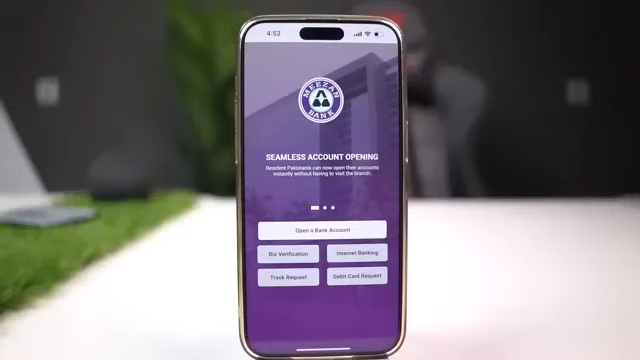 4:52
MEEZAN BANK
SEAMLESS ACCOUNT OPENING
Resident Pakistanis can now open their accounts
instantly without having to visit the branch.
Open a Bank Account
Bio Verification
Internet Banking
Track Request
Debit Card Request